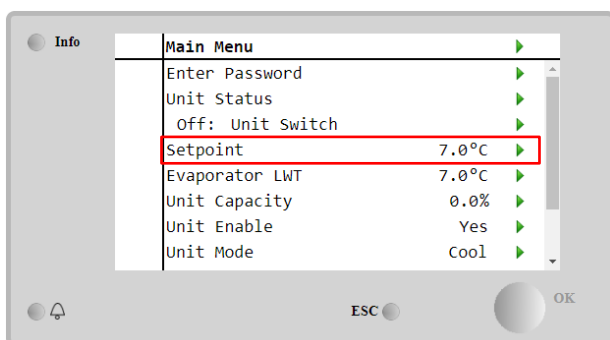 Info
Main Menu
Enter Password
Unit Status
Off: Unit Switch
Setpoint 7.0°C
Evaporator LWT 7.0°C
Unit Capacity 0.0%
Unit Enable Yes
Unit Mode Cool
ESC
OK